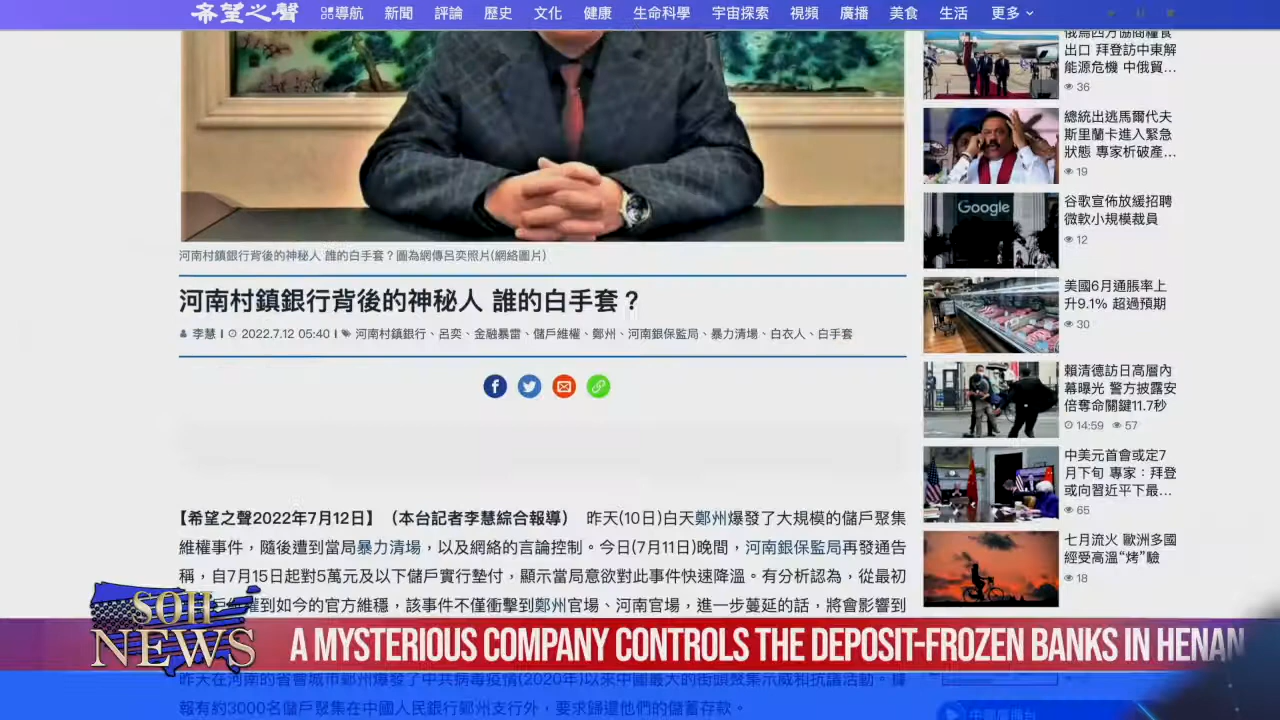 希望之聲 導航 新聞 評論 歷史 文化 健康 生命科學 宇宙探索 視頻 廣播 美食 生活 更多
河南村鎮銀行背後的神秘人 誰的白手套？圖為網傳呂奕照片(網絡圖片)
河南村鎮銀行背後的神秘人 誰的白手套？
李慧 | 2022.7.12 05:40 | 河南村鎮銀行、呂奕、金融暴雷、儲戶維權、鄭州、河南銀保監局、暴力清場、白衣人、白手套
【希望之聲2022年7月12日】（本台記者李慧綜合報導） 昨天(10日)白天鄭州爆發了大規模的儲戶聚集
維權事件，隨後遭到當局暴力清場，以及網絡的言論控制。今日(7月11日)晚間，河南銀保監局再發通告
稱，自7月15日起對5萬元及以下儲戶實行墊付，顯示當局意欲對此事件快速降溫。有分析認為，從最初
到如今的官方維穩，該事件不僅衝擊到鄭州官場、河南官場，進一步蔓延的話，將會影響到
昨天在河南的省會城市鄭州爆發了中共病毒疫情(2020年)以來中國最大的街頭聚集示威和抗議活動。據
報有約3000名儲戶聚集在中國人民銀行鄭州支行外，要求歸還他們的儲蓄存款。
俄烏四方協商糧食
出口 拜登訪中東解
能源危機 中俄貿…
36
總統出逃馬爾代夫
斯里蘭卡進入緊急
狀態 專家析破產…
19
Google
谷歌宣佈放緩招聘
微軟小規模裁員
12
美國6月通脹率上
升9.1% 超過預期
30
賴清德訪日高層內
幕曝光 警方披露安
倍奪命關鍵11.7秒
14:59 57
中美元首會或定7
月下旬 專家：拜登
或向習近平下最…
65
七月流火 歐洲多國
經受高溫“烤”驗
18
SOH
NEWS
A MYSTERIOUS COMPANY CONTROLS THE DEPOSIT-FROZEN BANKS IN HENAN